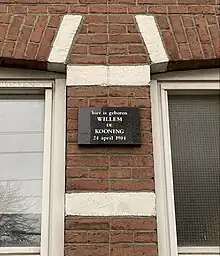 hier is geboren
WILLEM
DE
KOONING
24 april 1904